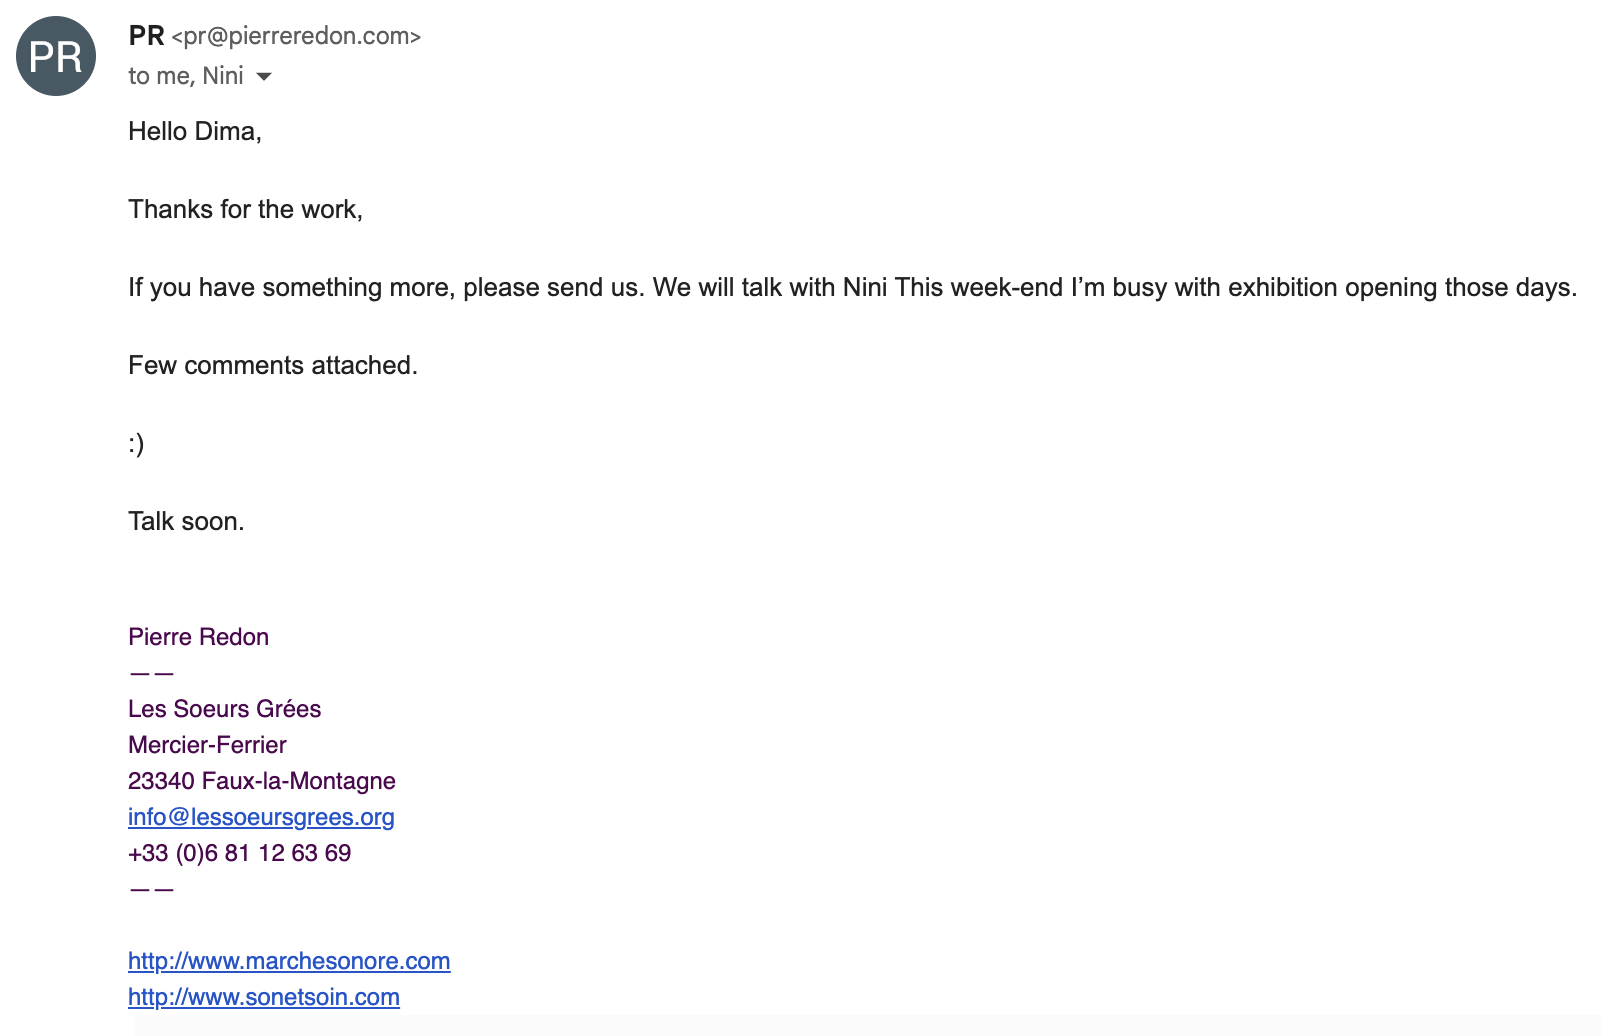 PR
PR <pr@pierreredon.com>
to me, Nini
Hello Dima,
Thanks for the work,
If you have something more, please send us. We will talk with Nini This week-end I’m busy with exhibition opening those days.
Few comments attached.
:)
Talk soon.
Pierre Redon
— —
Les Soeurs Grées
Mercier-Ferrier
23340 Faux-la-Montagne
info@lessoeursgrees.org
+33 (0)6 81 12 63 69
— —
http://www.marchesonore.com
http://www.sonetsoin.com